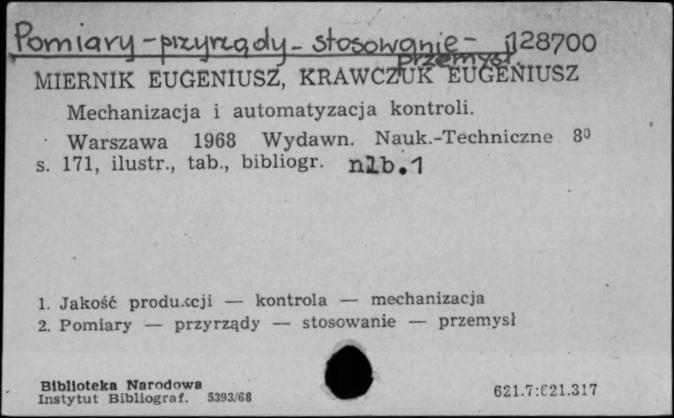 Pomiary - przyrządy - stosowanie - 128700
przemysł.
MIERNIK EUGENIUSZ, KRAWCZUK EUGENIUSZ
Mechanizacja i automatyzacja kontroli.
Warszawa 1968 Wydawn. Nauk.-Techniczne 8⁰
s. 171, ilustr., tab., bibliogr. nlb.1
1. Jakość produkcji — kontrola — mechanizacja
2. Pomiary — przyrządy — stosowanie — przemysł
Biblioteka Narodowa
Instytut Bibliograf. 5393/68
621.7:621.317